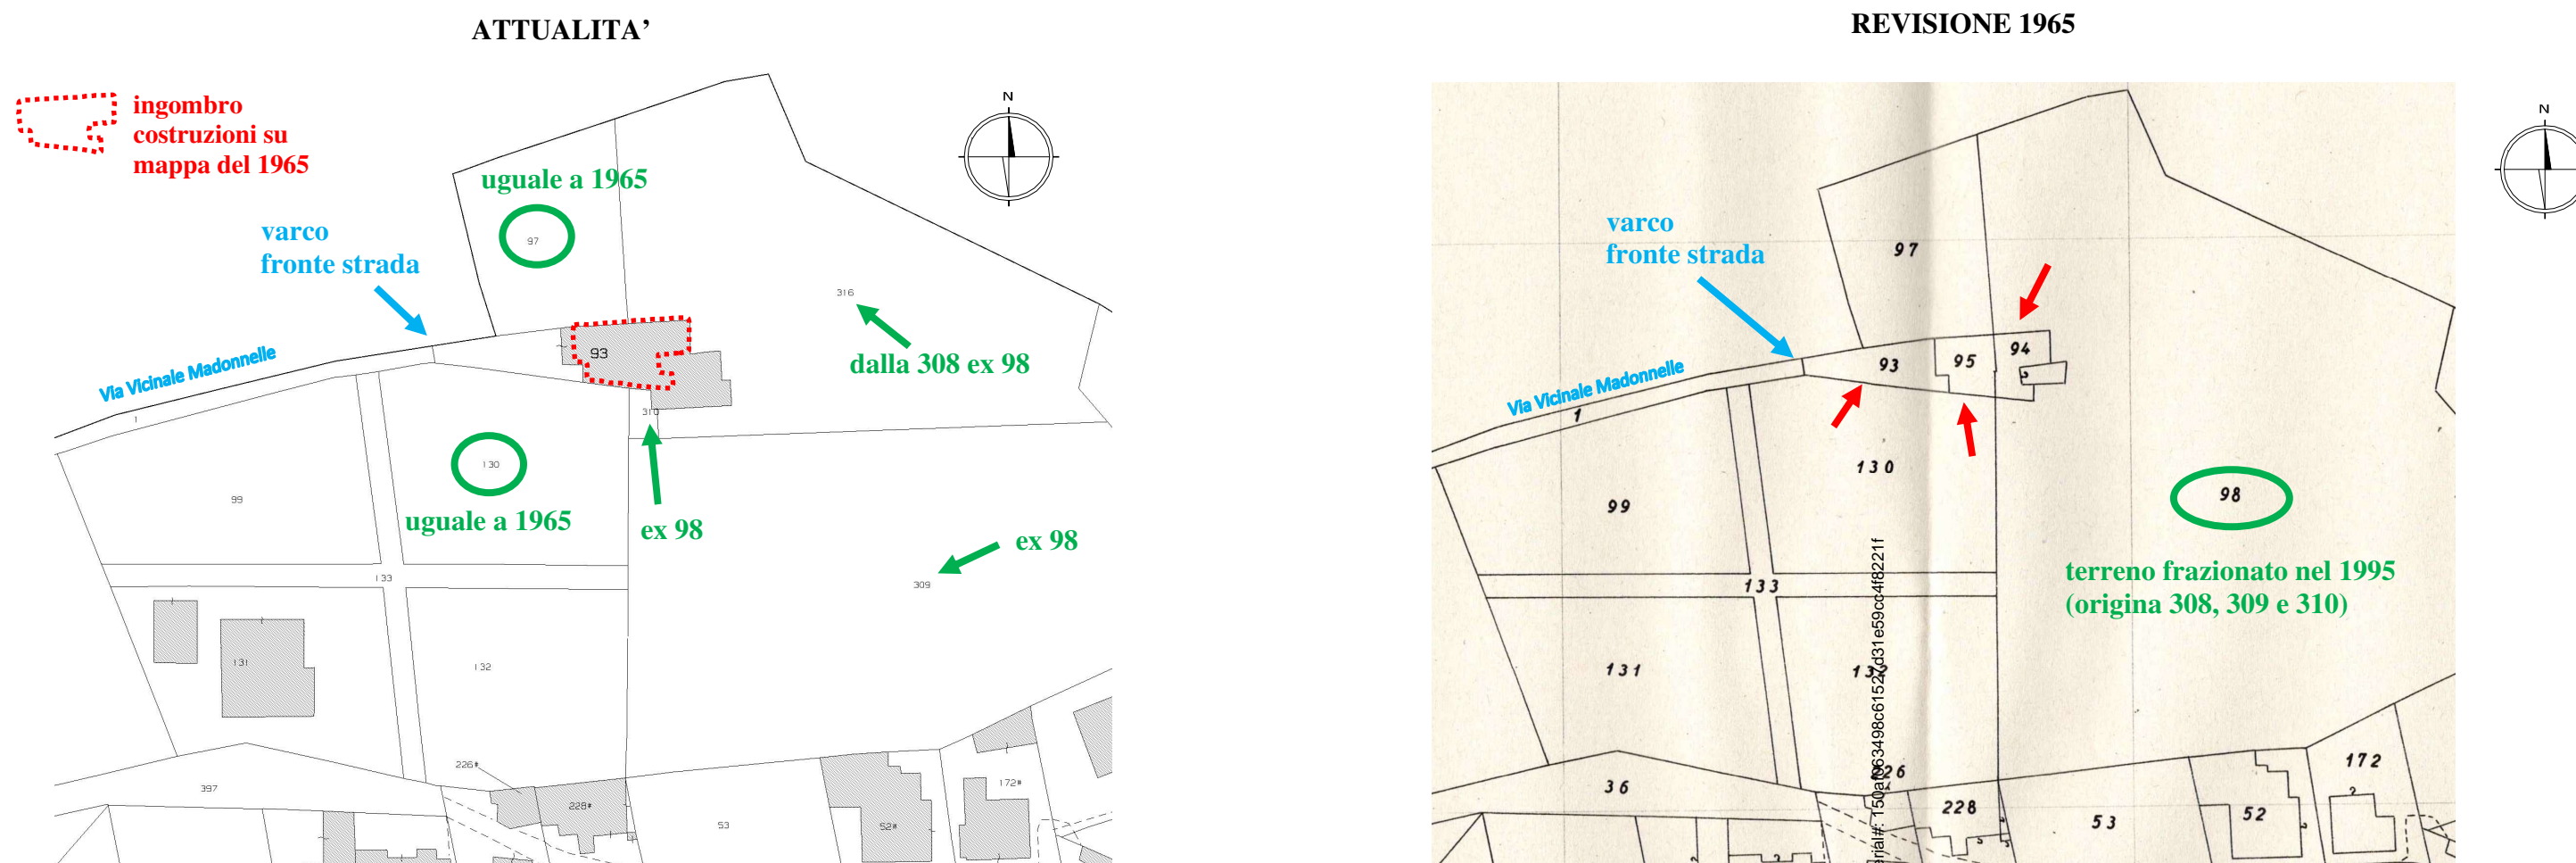 ATTUALITA’
ingombro
costruzioni su
mappa del 1965
N
uguale a 1965
97
varco
fronte strada
316
dalla 308 ex 98
93
Via Vicinale Madonnelle
1
310
130
uguale a 1965
99
ex 98
ex 98
309
133
131
132
226#
397
228#
53
52#
172#
REVISIONE 1965
N
varco
fronte strada
97
94
95
93
Via Vicinale Madonnelle
1
130
99
98
terreno frazionato nel 1995
(origina 308, 309 e 310)
133
131
132
36
228
53
52
172